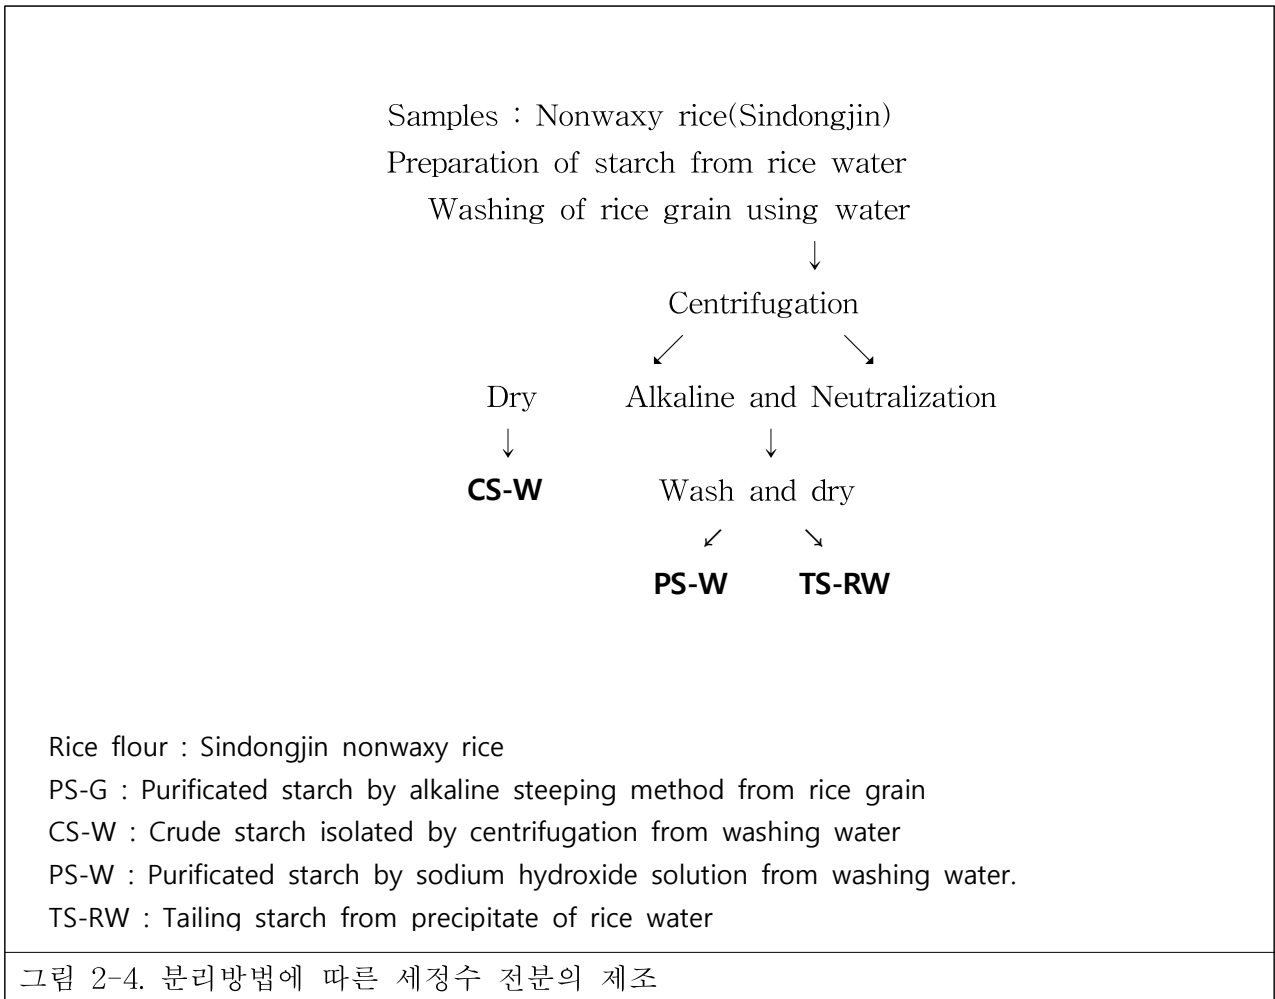 Samples : Nonwaxy rice(Sindongjin)
Preparation of starch from rice water
Washing of rice grain using water
↓
Centrifugation
↙ ↘
Dry Alkaline and Neutralization
↓ ↓
CS-W Wash and dry
↙ ↘
PS-W TS-RW
Rice flour : Sindongjin nonwaxy rice
PS-G : Purificated starch by alkaline steeping method from rice grain
CS-W : Crude starch isolated by centrifugation from washing water
PS-W : Purificated starch by sodium hydroxide solution from washing water.
TS-RW : Tailing starch from precipitate of rice water
그림 2-4. 분리방법에 따른 세정수 전분의 제조